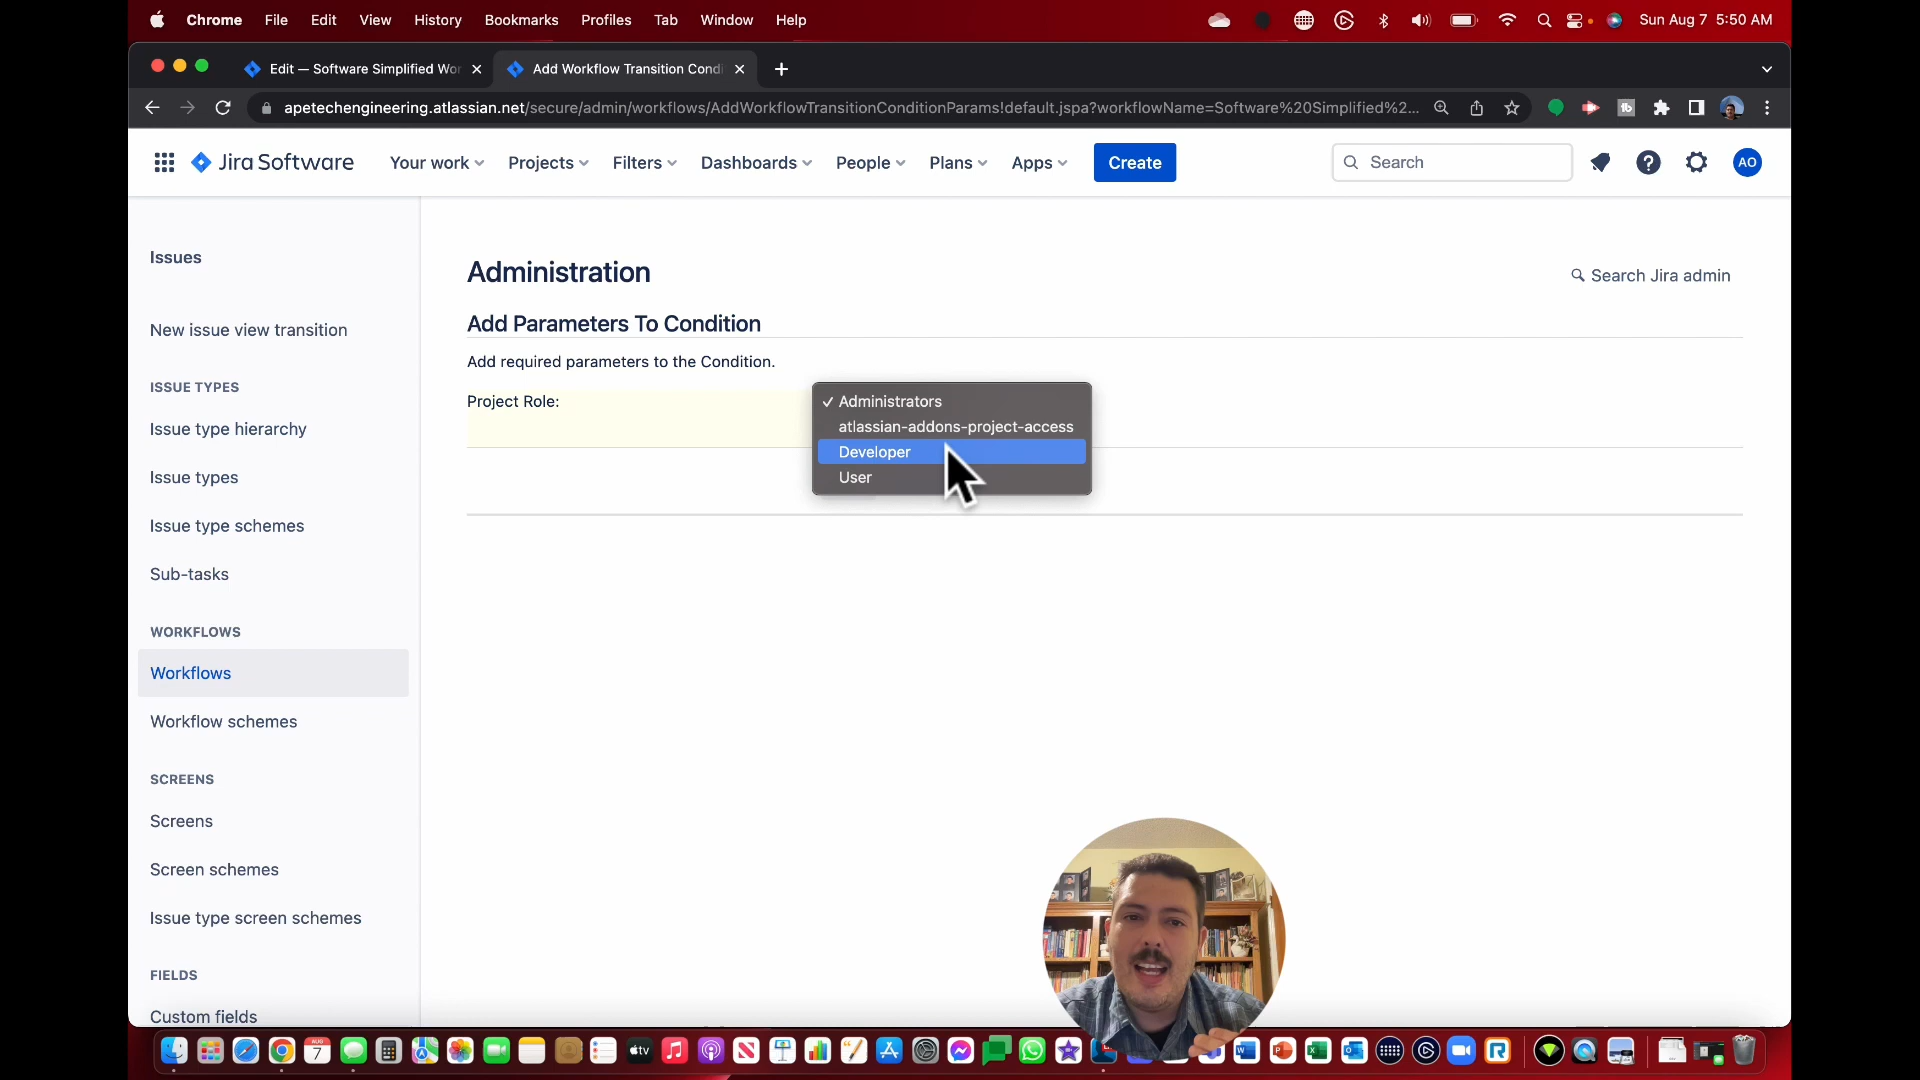 Chrome File Edit View History Bookmarks Profiles Tab Window Help Sun Aug 7 5:50 AM
Edit — Software Simplified Wor Add Workflow Transition Condi
apetechengineering.atlassian.net/secure/admin/workflows/AddWorkflowTransitionConditionParams!default.jspa?workflowName=Software%20Simplified%2...
Jira Software Your work Projects Filters Dashboards People Plans Apps Create Search AO
Issues
New issue view transition
ISSUE TYPES
Issue type hierarchy
Issue types
Issue type schemes
Sub-tasks
WORKFLOWS
Workflows
Workflow schemes
SCREENS
Screens
Screen schemes
Issue type screen schemes
FIELDS
Custom fields
Administration
Search Jira admin
Add Parameters To Condition
Add required parameters to the Condition.
Project Role:
Administrators
atlassian-addons-project-access
Developer
User
AUG
7
tv